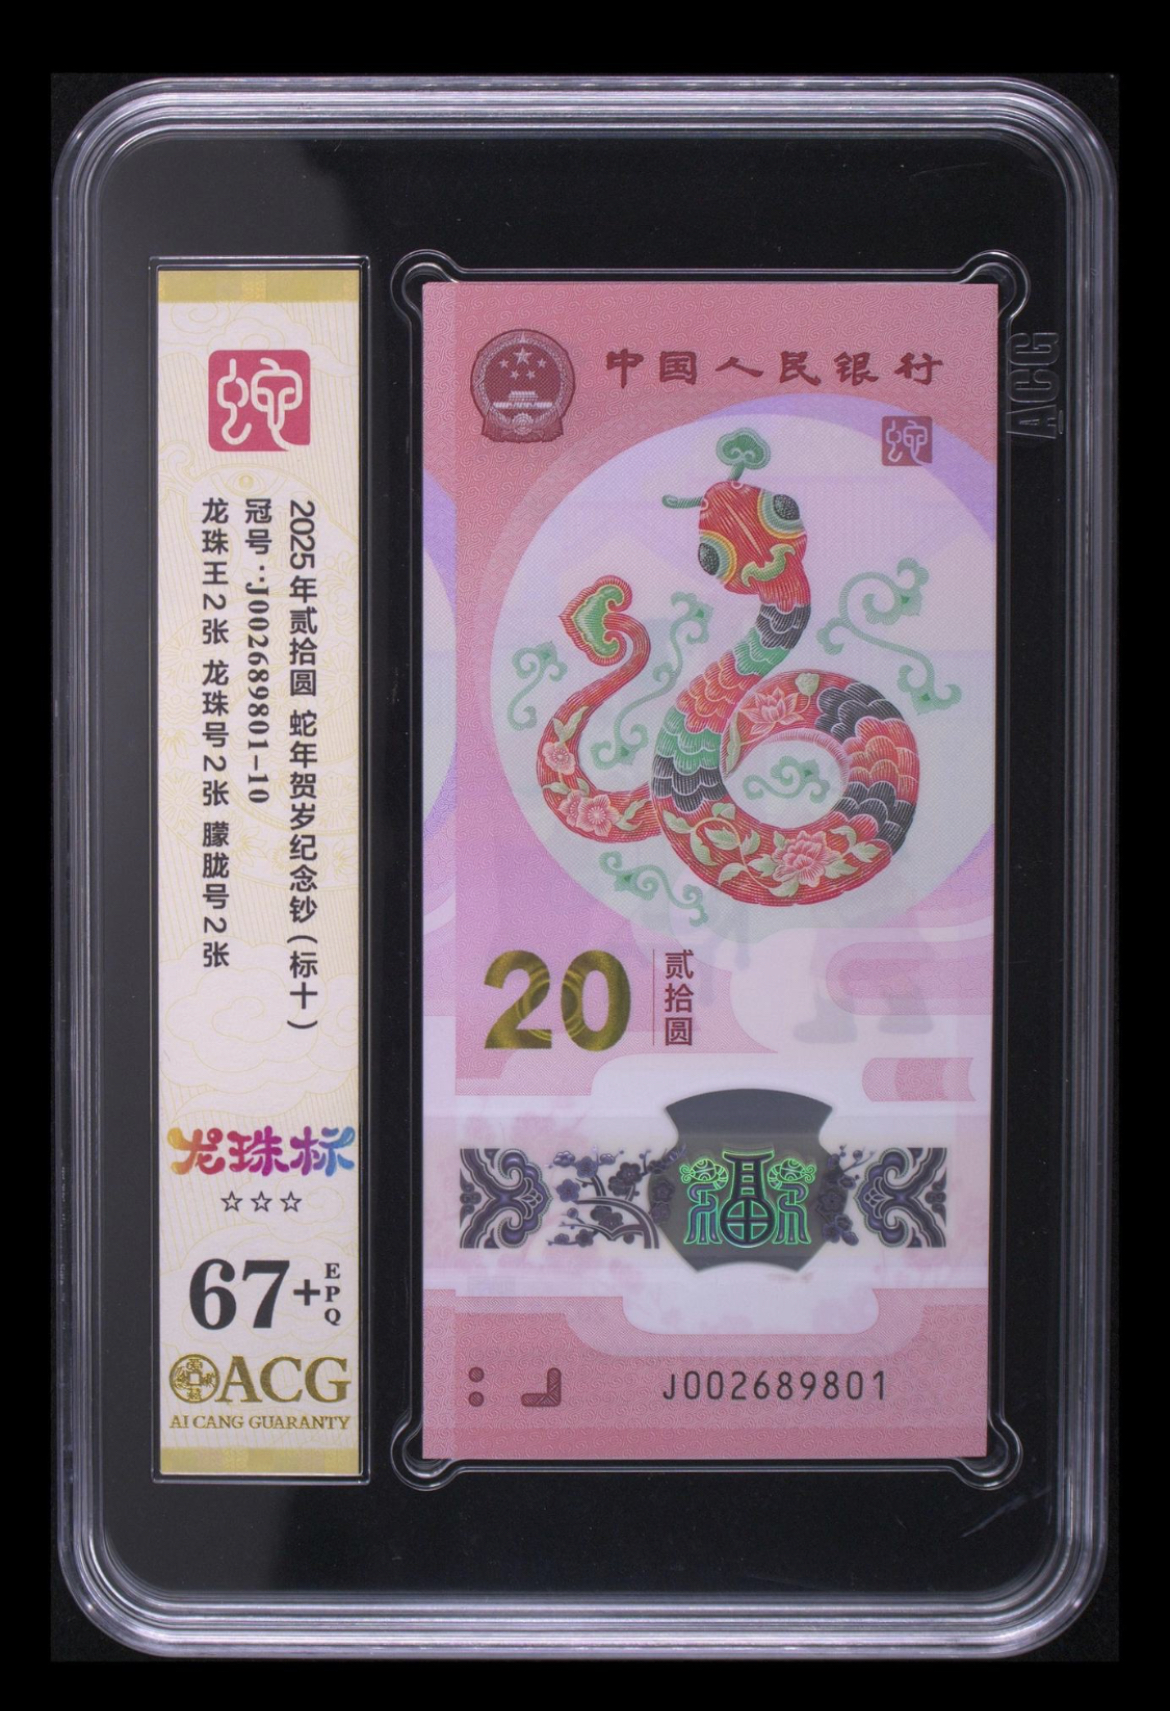 蛇
2025年贰拾圆 蛇年贺岁纪念钞(标十)
冠号:J002689801-10
龙珠王2张 龙珠号2张 朦胧号2张
龙珠标
☆☆☆
67+EPQ
ACG
AI CANG GUARANTY
中国人民银行
蛇
20
贰拾圆
J002689801
ACG